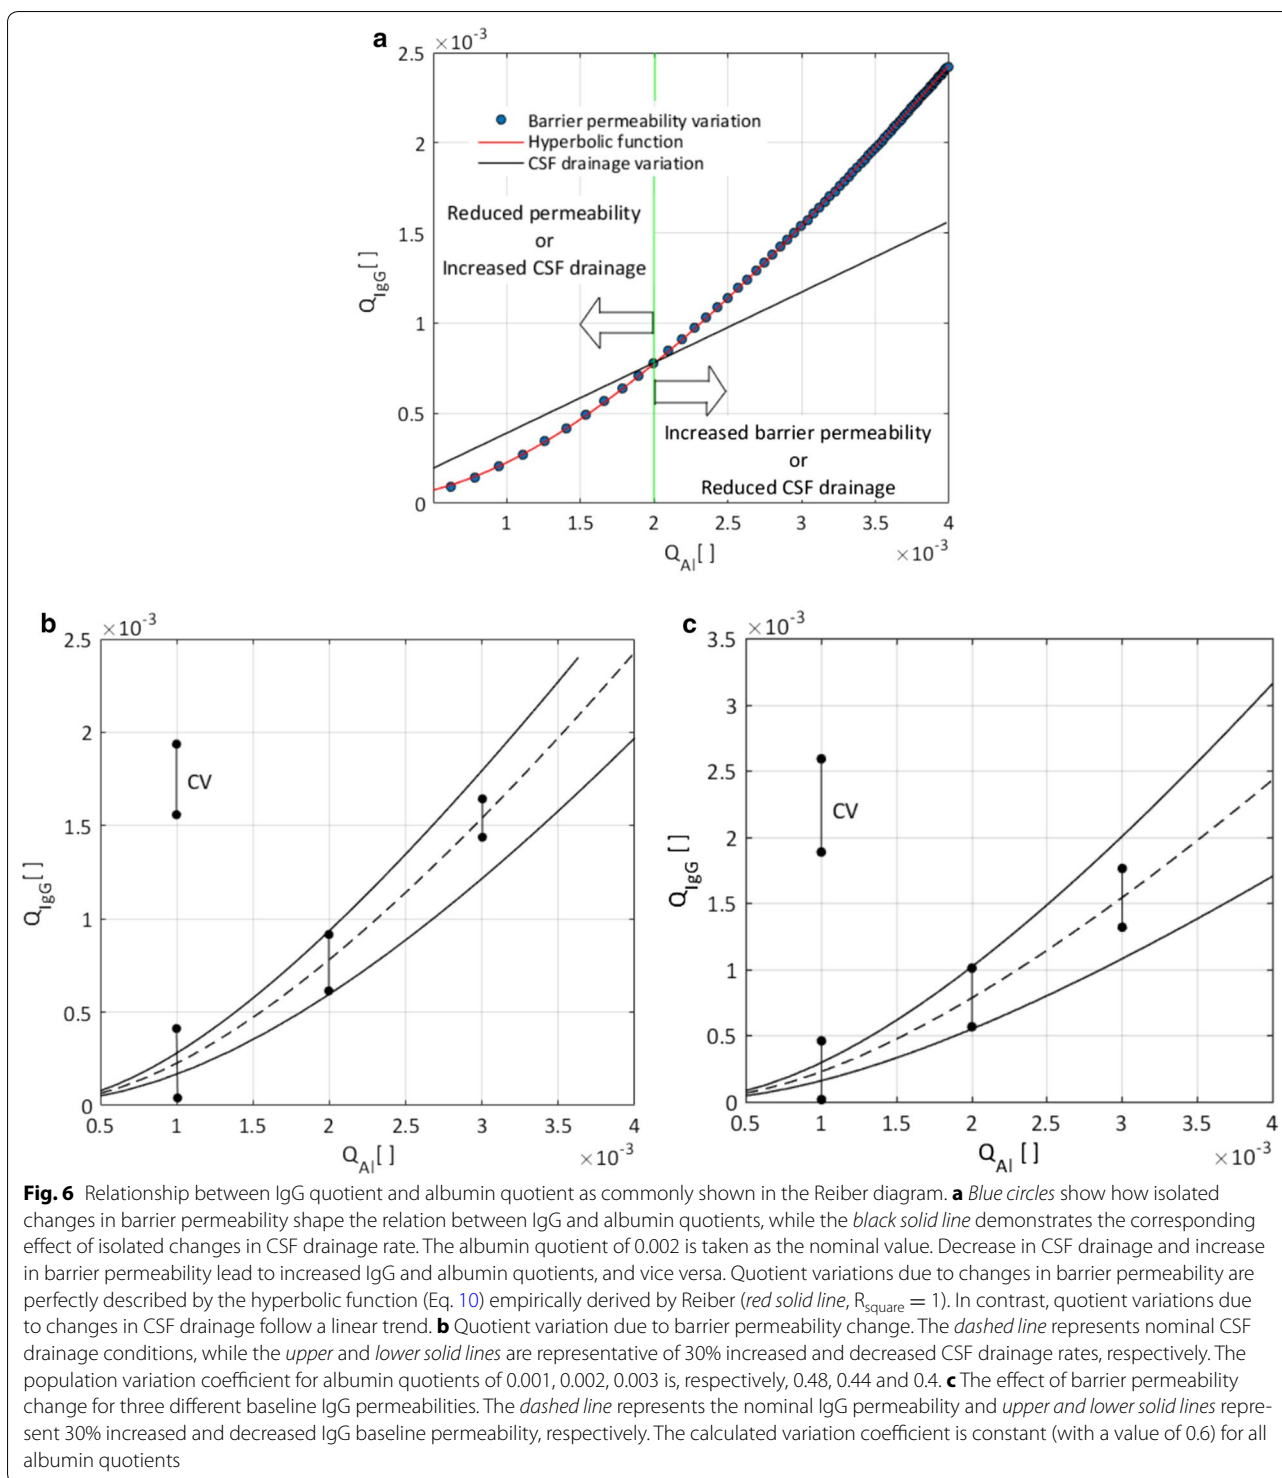 a
×10-3
2.5
2
1.5
1
0.5
0
QIgG[ ]
Barrier permeability variation
Hyperbolic function
CSF drainage variation
Reduced permeability
or
Increased CSF drainage
Increased barrier permeability
or
Reduced CSF drainage
1 1.5 2 2.5 3 3.5 4
QAl[ ]
×10-3
b
×10-3
2.5
2
1.5
1
0.5
0
QIgG[ ]
CV
0.5 1 1.5 2 2.5 3 3.5 4
QAl[ ]
×10-3
c
×10-3
3.5
3
2.5
2
1.5
1
0.5
0
QIgG[ ]
CV
0.5 1 1.5 2 2.5 3 3.5 4
QAl [ ]
×10-3
Fig. 6 Relationship between IgG quotient and albumin quotient as commonly shown in the Reiber diagram. a Blue circles show how isolated
changes in barrier permeability shape the relation between IgG and albumin quotients, while the black solid line demonstrates the corresponding
effect of isolated changes in CSF drainage rate. The albumin quotient of 0.002 is taken as the nominal value. Decrease in CSF drainage and increase
in barrier permeability lead to increased IgG and albumin quotients, and vice versa. Quotient variations due to changes in barrier permeability are
perfectly described by the hyperbolic function (Eq. 10) empirically derived by Reiber (red solid line, Rsquare = 1). In contrast, quotient variations due
to changes in CSF drainage follow a linear trend. b Quotient variation due to barrier permeability change. The dashed line represents nominal CSF
drainage conditions, while the upper and lower solid lines are representative of 30% increased and decreased CSF drainage rates, respectively. The
population variation coefficient for albumin quotients of 0.001, 0.002, 0.003 is, respectively, 0.48, 0.44 and 0.4. c The effect of barrier permeability
change for three different baseline IgG permeabilities. The dashed line represents the nominal IgG permeability and upper and lower solid lines repre-
sent 30% increased and decreased IgG baseline permeability, respectively. The calculated variation coefficient is constant (with a value of 0.6) for all
albumin quotients